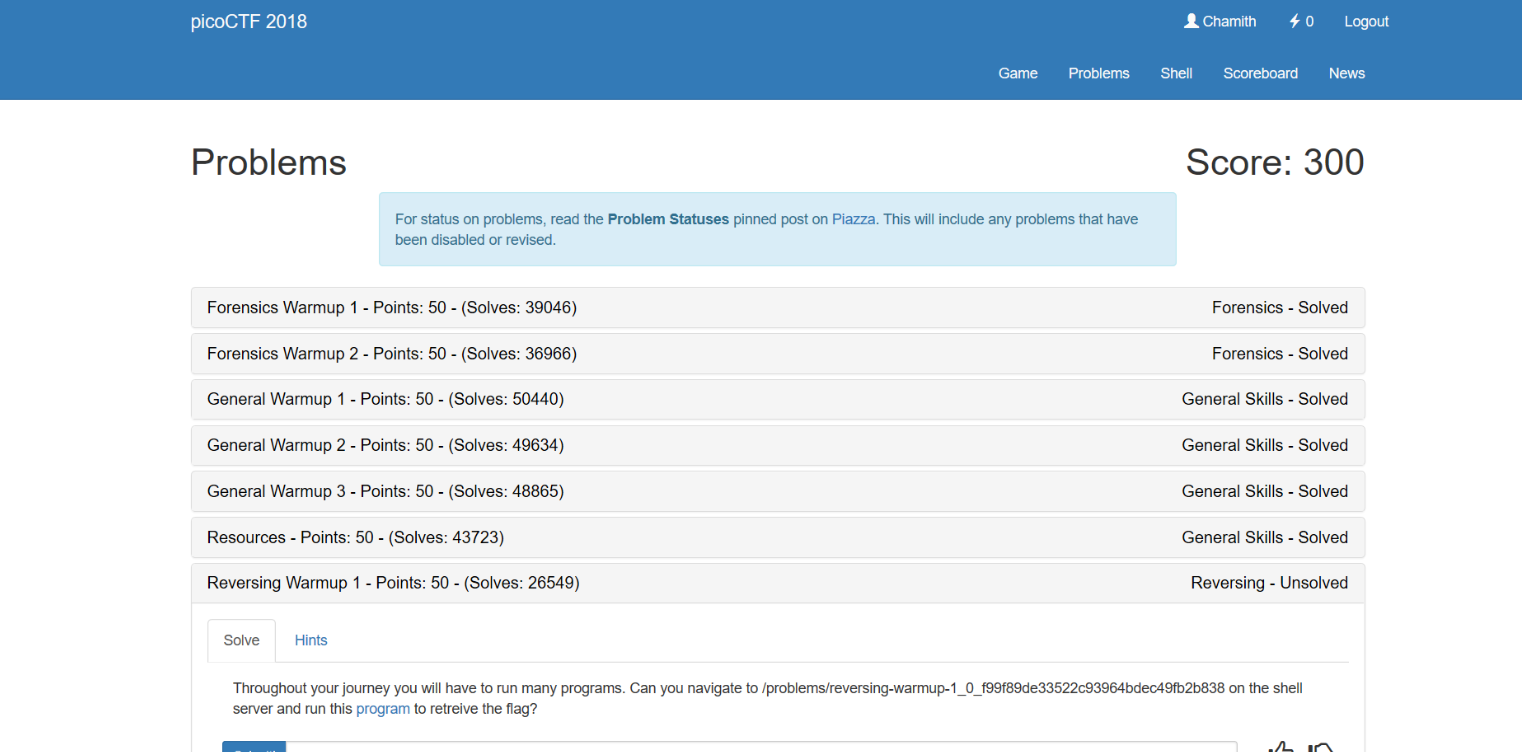 picoCTF 2018
Chamith 0 Logout
Game Problems Shell Scoreboard News
Problems Score: 300
For status on problems, read the Problem Statuses pinned post on Piazza. This will include any problems that have
been disabled or revised.
Forensics Warmup 1 - Points: 50 - (Solves: 39046) Forensics - Solved
Forensics Warmup 2 - Points: 50 - (Solves: 36966) Forensics - Solved
General Warmup 1 - Points: 50 - (Solves: 50440) General Skills - Solved
General Warmup 2 - Points: 50 - (Solves: 49634) General Skills - Solved
General Warmup 3 - Points: 50 - (Solves: 48865) General Skills - Solved
Resources - Points: 50 - (Solves: 43723) General Skills - Solved
Reversing Warmup 1 - Points: 50 - (Solves: 26549) Reversing - Unsolved
Solve Hints
Throughout your journey you will have to run many programs. Can you navigate to /problems/reversing-warmup-1_0_f99f89de33522c93964bdec49fb2b838 on the shell
server and run this program to retreive the flag?